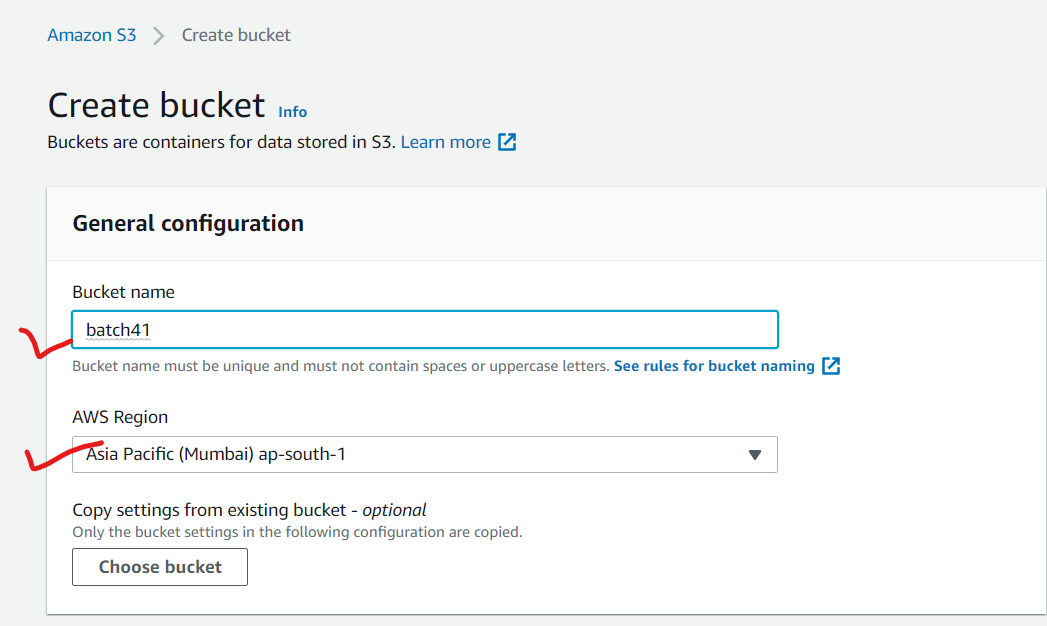 Amazon S3 > Create bucket
Create bucket Info
Buckets are containers for data stored in S3. Learn more
General configuration
Bucket name
batch41
Bucket name must be unique and must not contain spaces or uppercase letters. See rules for bucket naming
AWS Region
Asia Pacific (Mumbai) ap-south-1
Copy settings from existing bucket - optional
Only the bucket settings in the following configuration are copied.
Choose bucket